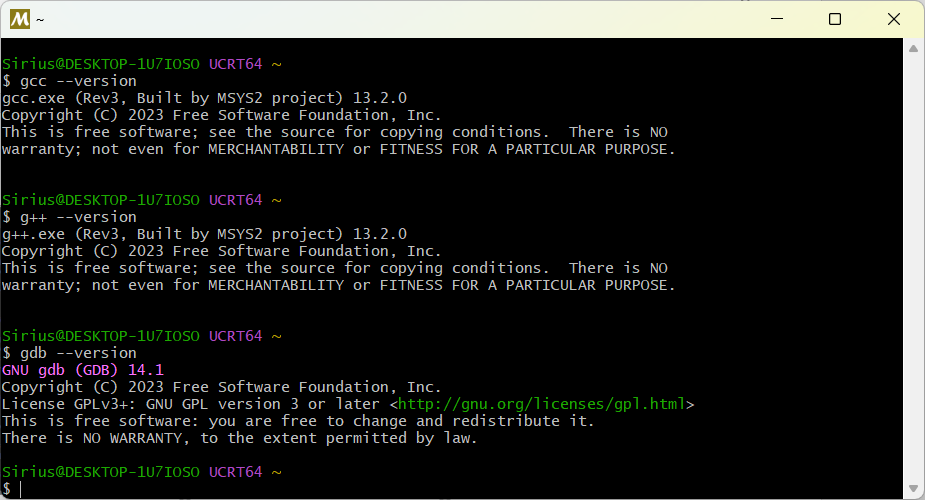 M ~
Sirius@DESKTOP-1U7IOSO UCRT64 ~
$ gcc --version
gcc.exe (Rev3, Built by MSYS2 project) 13.2.0
Copyright (C) 2023 Free Software Foundation, Inc.
This is free software; see the source for copying conditions.  There is NO
warranty; not even for MERCHANTABILITY or FITNESS FOR A PARTICULAR PURPOSE.
Sirius@DESKTOP-1U7IOSO UCRT64 ~
$ g++ --version
g++.exe (Rev3, Built by MSYS2 project) 13.2.0
Copyright (C) 2023 Free Software Foundation, Inc.
This is free software; see the source for copying conditions.  There is NO
warranty; not even for MERCHANTABILITY or FITNESS FOR A PARTICULAR PURPOSE.
Sirius@DESKTOP-1U7IOSO UCRT64 ~
$ gdb --version
GNU gdb (GDB) 14.1
Copyright (C) 2023 Free Software Foundation, Inc.
License GPLv3+: GNU GPL version 3 or later <http://gnu.org/licenses/gpl.html>
This is free software: you are free to change and redistribute it.
There is NO WARRANTY, to the extent permitted by law.
Sirius@DESKTOP-1U7IOSO UCRT64 ~
$